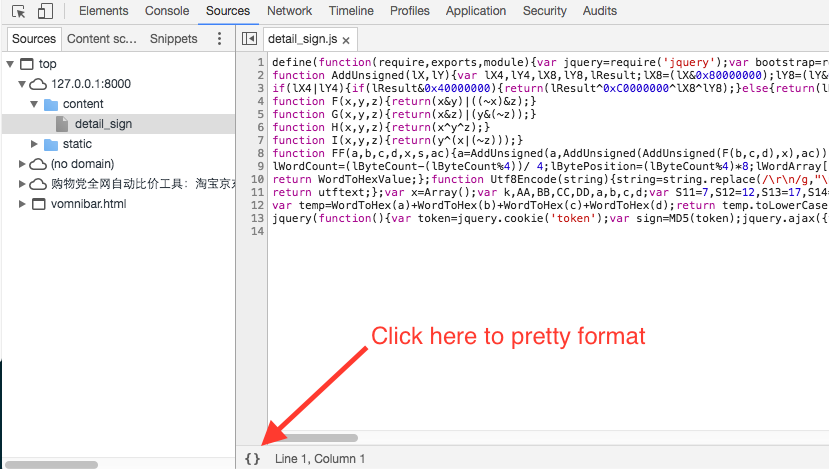 Elements Console Sources Network Timeline Profiles Application Security Audits
Sources Content sc... Snippets
detail_sign.js ×
top
127.0.0.1:8000
content
detail_sign
static
(no domain)
购物党全网自动比价工具：淘宝京东
vomnibar.html
1 define(function(require,exports,module){var jquery=require('jquery');var bootstrap=r
2 function AddUnsigned(lX,lY){var lX4,lY4,lX8,lY8,lResult;lX8=(lX&0x80000000);lY8=(lY&
3 if(lX4|lY4){if(lResult&0x40000000){return(lResult^0xC0000000^lX8^lY8);}else{return(l
4 function F(x,y,z){return(x&y)|((~x)&z);}
5 function G(x,y,z){return(x&z)|(y&(~z));}
6 function H(x,y,z){return(x^y^z);}
7 function I(x,y,z){return(y^(x|(~z)));}
8 function FF(a,b,c,d,x,s,ac){a=AddUnsigned(a,AddUnsigned(AddUnsigned(F(b,c,d),x),ac))
9 lWordCount=(lByteCount-(lByteCount%4))/ 4;lBytePosition=(lByteCount%4)*8;lWordArray[
10 return WordToHexValue;};function Utf8Encode(string){string=string.replace(/\r\n/g,"\
11 return utftext;};var x=Array();var k,AA,BB,CC,DD,a,b,c,d;var S11=7,S12=12,S13=17,S14=
12 var temp=WordToHex(a)+WordToHex(b)+WordToHex(c)+WordToHex(d);return temp.toLowerCase
13 jquery(function(){var token=jquery.cookie('token');var sign=MD5(token);jquery.ajax({
14
Click here to pretty format
{} Line 1, Column 1